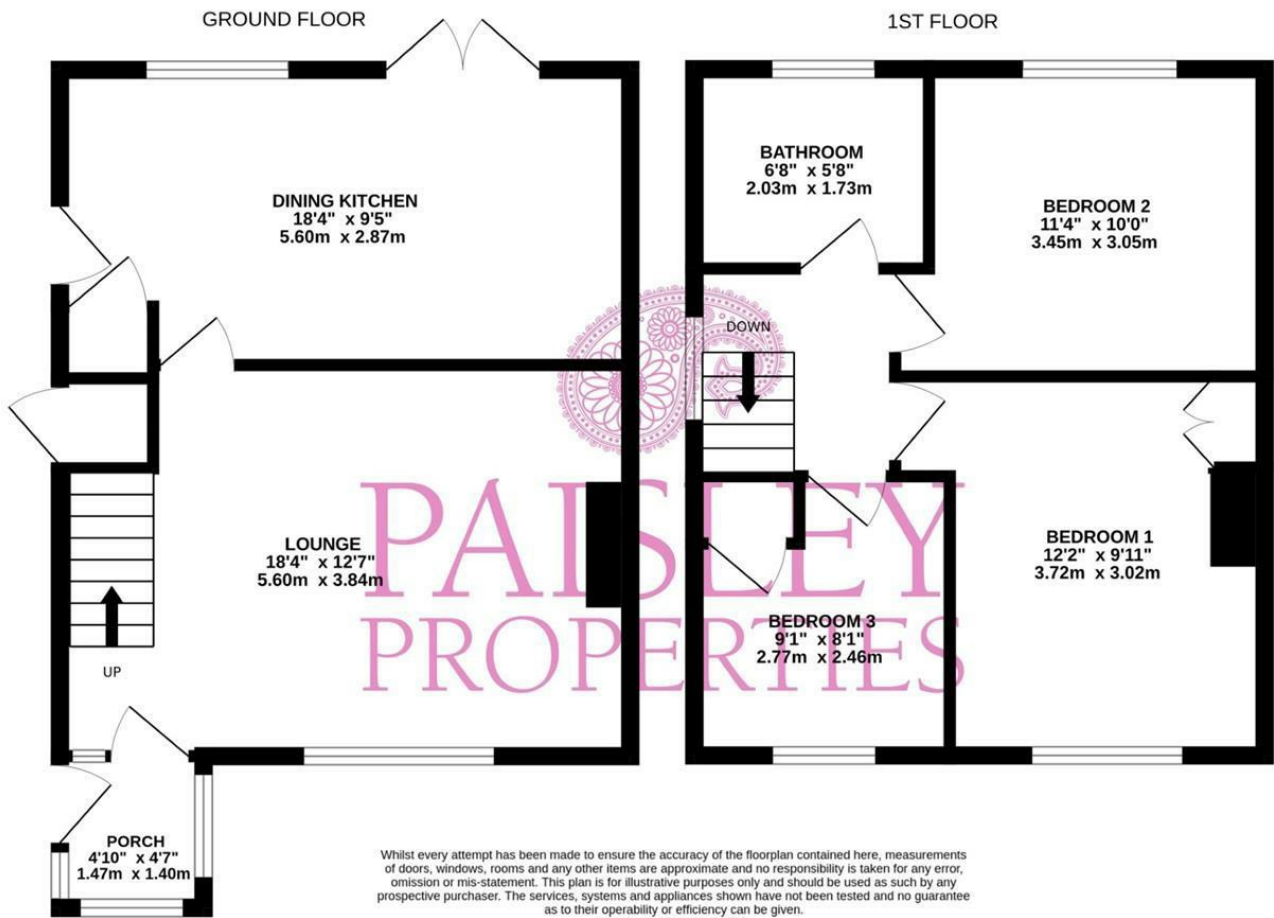 GROUND FLOOR
1ST FLOOR
DINING KITCHEN
18'4" x 9'5"
5.60m x 2.87m
BATHROOM
6'8" x 5'8"
2.03m x 1.73m
BEDROOM 2
11'4" x 10'0"
3.45m x 3.05m
DOWN
LOUNGE
18'4" x 12'7"
5.60m x 3.84m
BEDROOM 1
12'2" x 9'11"
3.72m x 3.02m
PAISLEY
PROPERTIES
BEDROOM 3
9'1" x 8'1"
2.77m x 2.46m
UP
PORCH
4'10" x 4'7"
1.47m x 1.40m
Whilst every attempt has been made to ensure the accuracy of the floorplan contained here, measurements
of doors, windows, rooms and any other items are approximate and no responsibility is taken for any error,
omission or mis-statement. This plan is for illustrative purposes only and should be used as such by any
prospective purchaser. The services, systems and appliances shown have not been tested and no guarantee
as to their operability or efficiency can be given.